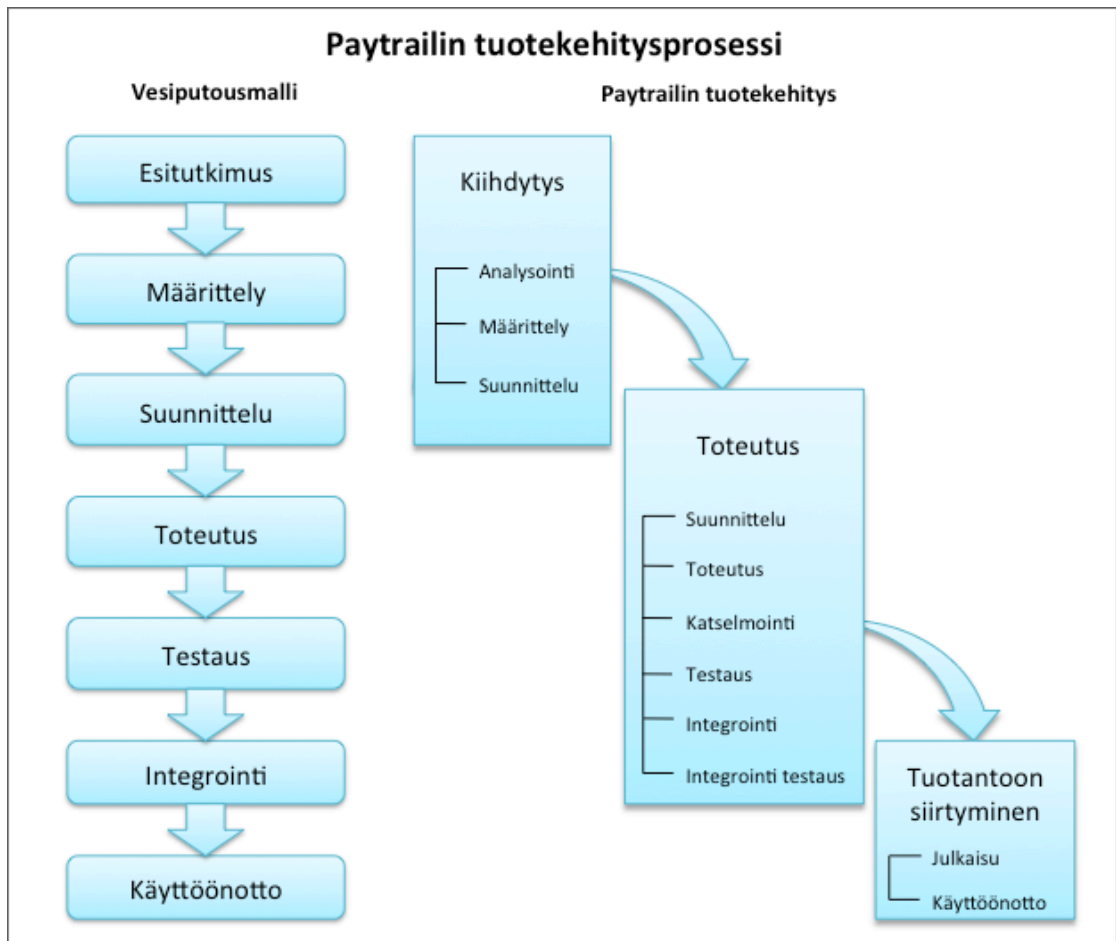 Paytrailin tuotekehitysprosessi
Vesiputousmalli
Esitutkimus
Määrittely
Suunnittelu
Toteutus
Testaus
Integrointi
Käyttöönotto
Paytrailin tuotekehitys
Kiihdytys
Analysointi
Määrittely
Suunnittelu
Toteutus
Suunnittelu
Toteutus
Katselmointi
Testaus
Integrointi
Integrointi testaus
Tuotantoon
siirtyminen
Julkaisu
Käyttöönotto